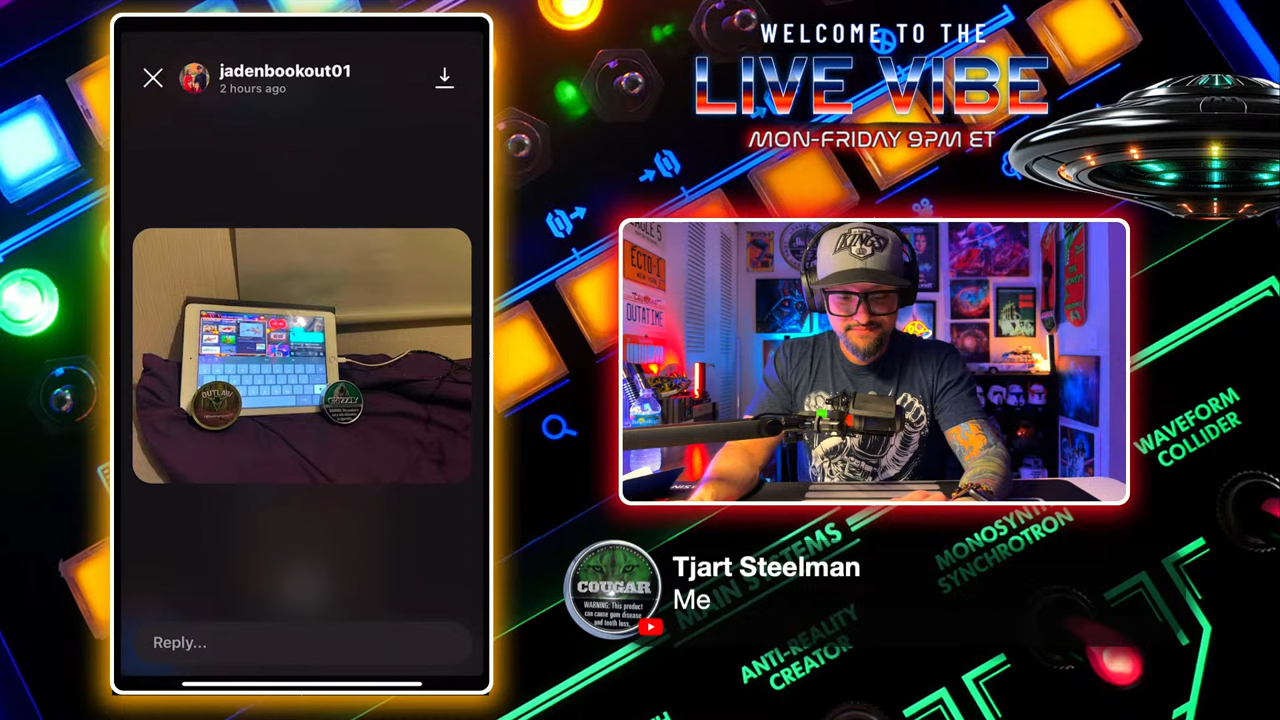 jadenbookout01
2 hours ago
OUTLAW
GRIZZLY
Reply...
WELCOME TO THE
LIVE VIBE
MON-FRIDAY 9PM ET
ECTO-1
OUTATIME
KINGS
Tjart Steelman
Me
COUGAR
WARNING: This product
can cause gum disease
and tooth loss.
WAVEFORM
COLLIDER
MONOSYNTH
SYNCHROTRON
MAIN SYSTEMS
ANTI-REALITY
CREATOR